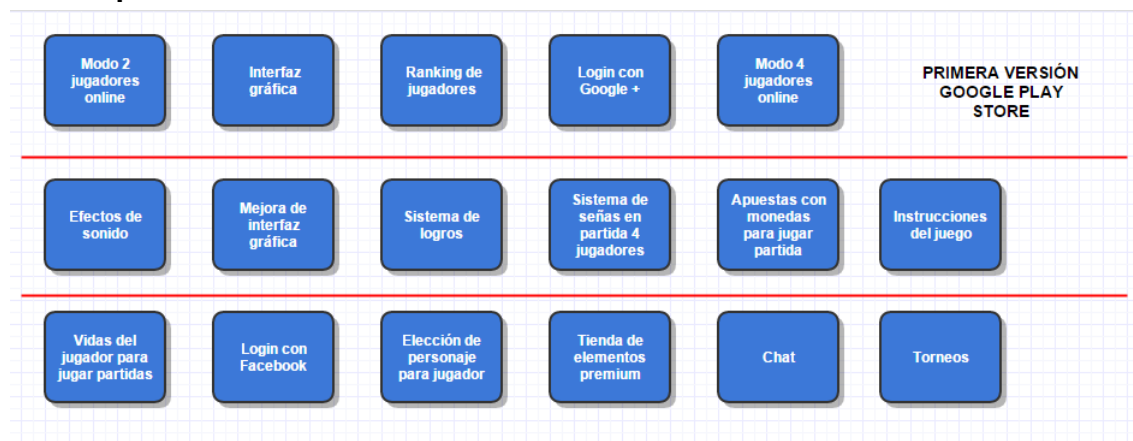 Modo 2
jugadores
online
Interfaz
gráfica
Ranking de
jugadores
Login con
Google +
Modo 4
jugadores
online
PRIMERA VERSIÓN
GOOGLE PLAY
STORE
Efectos de
sonido
Mejora de
interfaz
gráfica
Sistema de
logros
Sistema de
señas en
partida 4
jugadores
Apuestas con
monedas
para jugar
partida
Instrucciones
del juego
Vidas del
jugador para
jugar partidas
Login con
Facebook
Elección de
personaje
para jugador
Tienda de
elementos
premium
Chat
Torneos